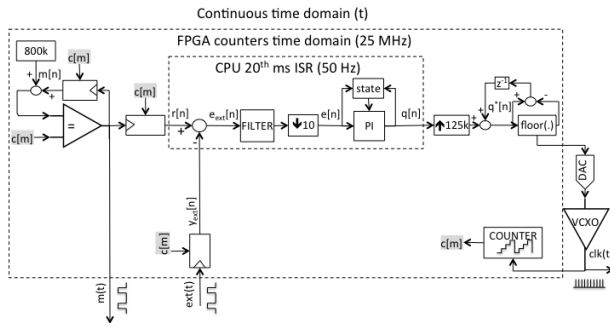 Continuous time domain (t)
FPGA counters time domain (25 MHz)
CPU 20th ms ISR (50 Hz)
800k
c[m]
+ m[n]
+
=
c[m]
c[m]
r[n]
+
-
e_ext[n]
FILTER
↓10
e[n]
state
PI
q[n]
↑125k
+
+
z⁻¹
q*[n]
+
-
floor(.)
DAC
VCXO
clk(t)
COUNTER
c[m]
y_ext[n]
c[m]
m(t)
ext(t)